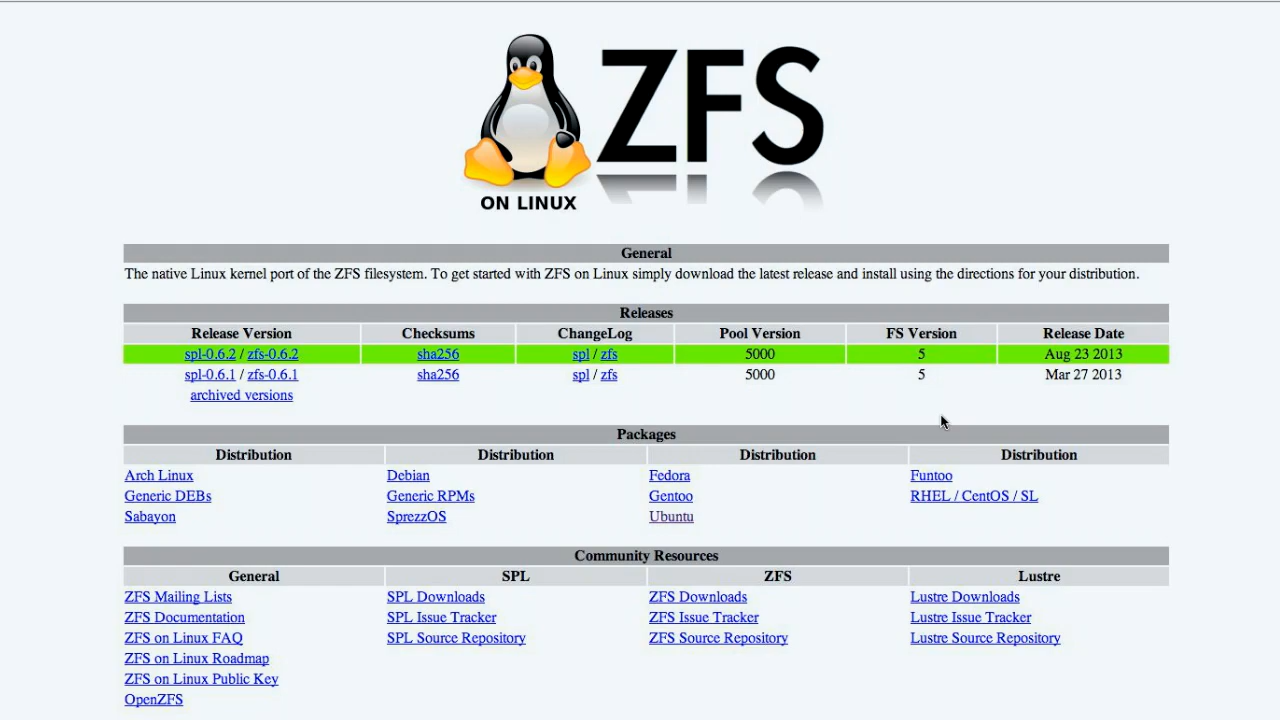 ZFS
ON LINUX
General
The native Linux kernel port of the ZFS filesystem. To get started with ZFS on Linux simply download the latest release and install using the directions for your distribution.
Releases
Release Version Checksums ChangeLog Pool Version FS Version Release Date
spl-0.6.2 / zfs-0.6.2 sha256 spl / zfs 5000 5 Aug 23 2013
spl-0.6.1 / zfs-0.6.1 sha256 spl / zfs 5000 5 Mar 27 2013
archived versions
Packages
Distribution Distribution Distribution Distribution
Arch Linux Debian Fedora Funtoo
Generic DEBs Generic RPMs Gentoo RHEL / CentOS / SL
Sabayon SprezzOS Ubuntu
Community Resources
General SPL ZFS Lustre
ZFS Mailing Lists SPL Downloads ZFS Downloads Lustre Downloads
ZFS Documentation SPL Issue Tracker ZFS Issue Tracker Lustre Issue Tracker
ZFS on Linux FAQ SPL Source Repository ZFS Source Repository Lustre Source Repository
ZFS on Linux Roadmap
ZFS on Linux Public Key
OpenZFS